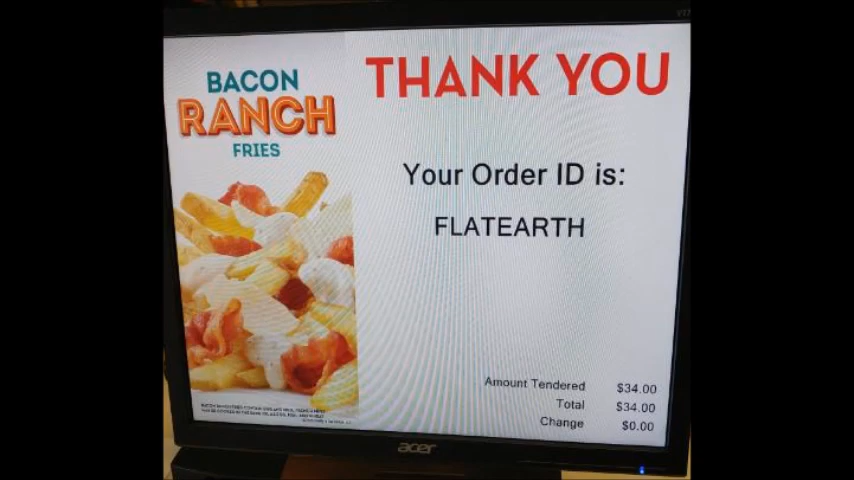 BACON
RANCH
FRIES
THANK YOU
Your Order ID is:
FLATEARTH
Amount Tendered $34.00
Total $34.00
Change $0.00
acer